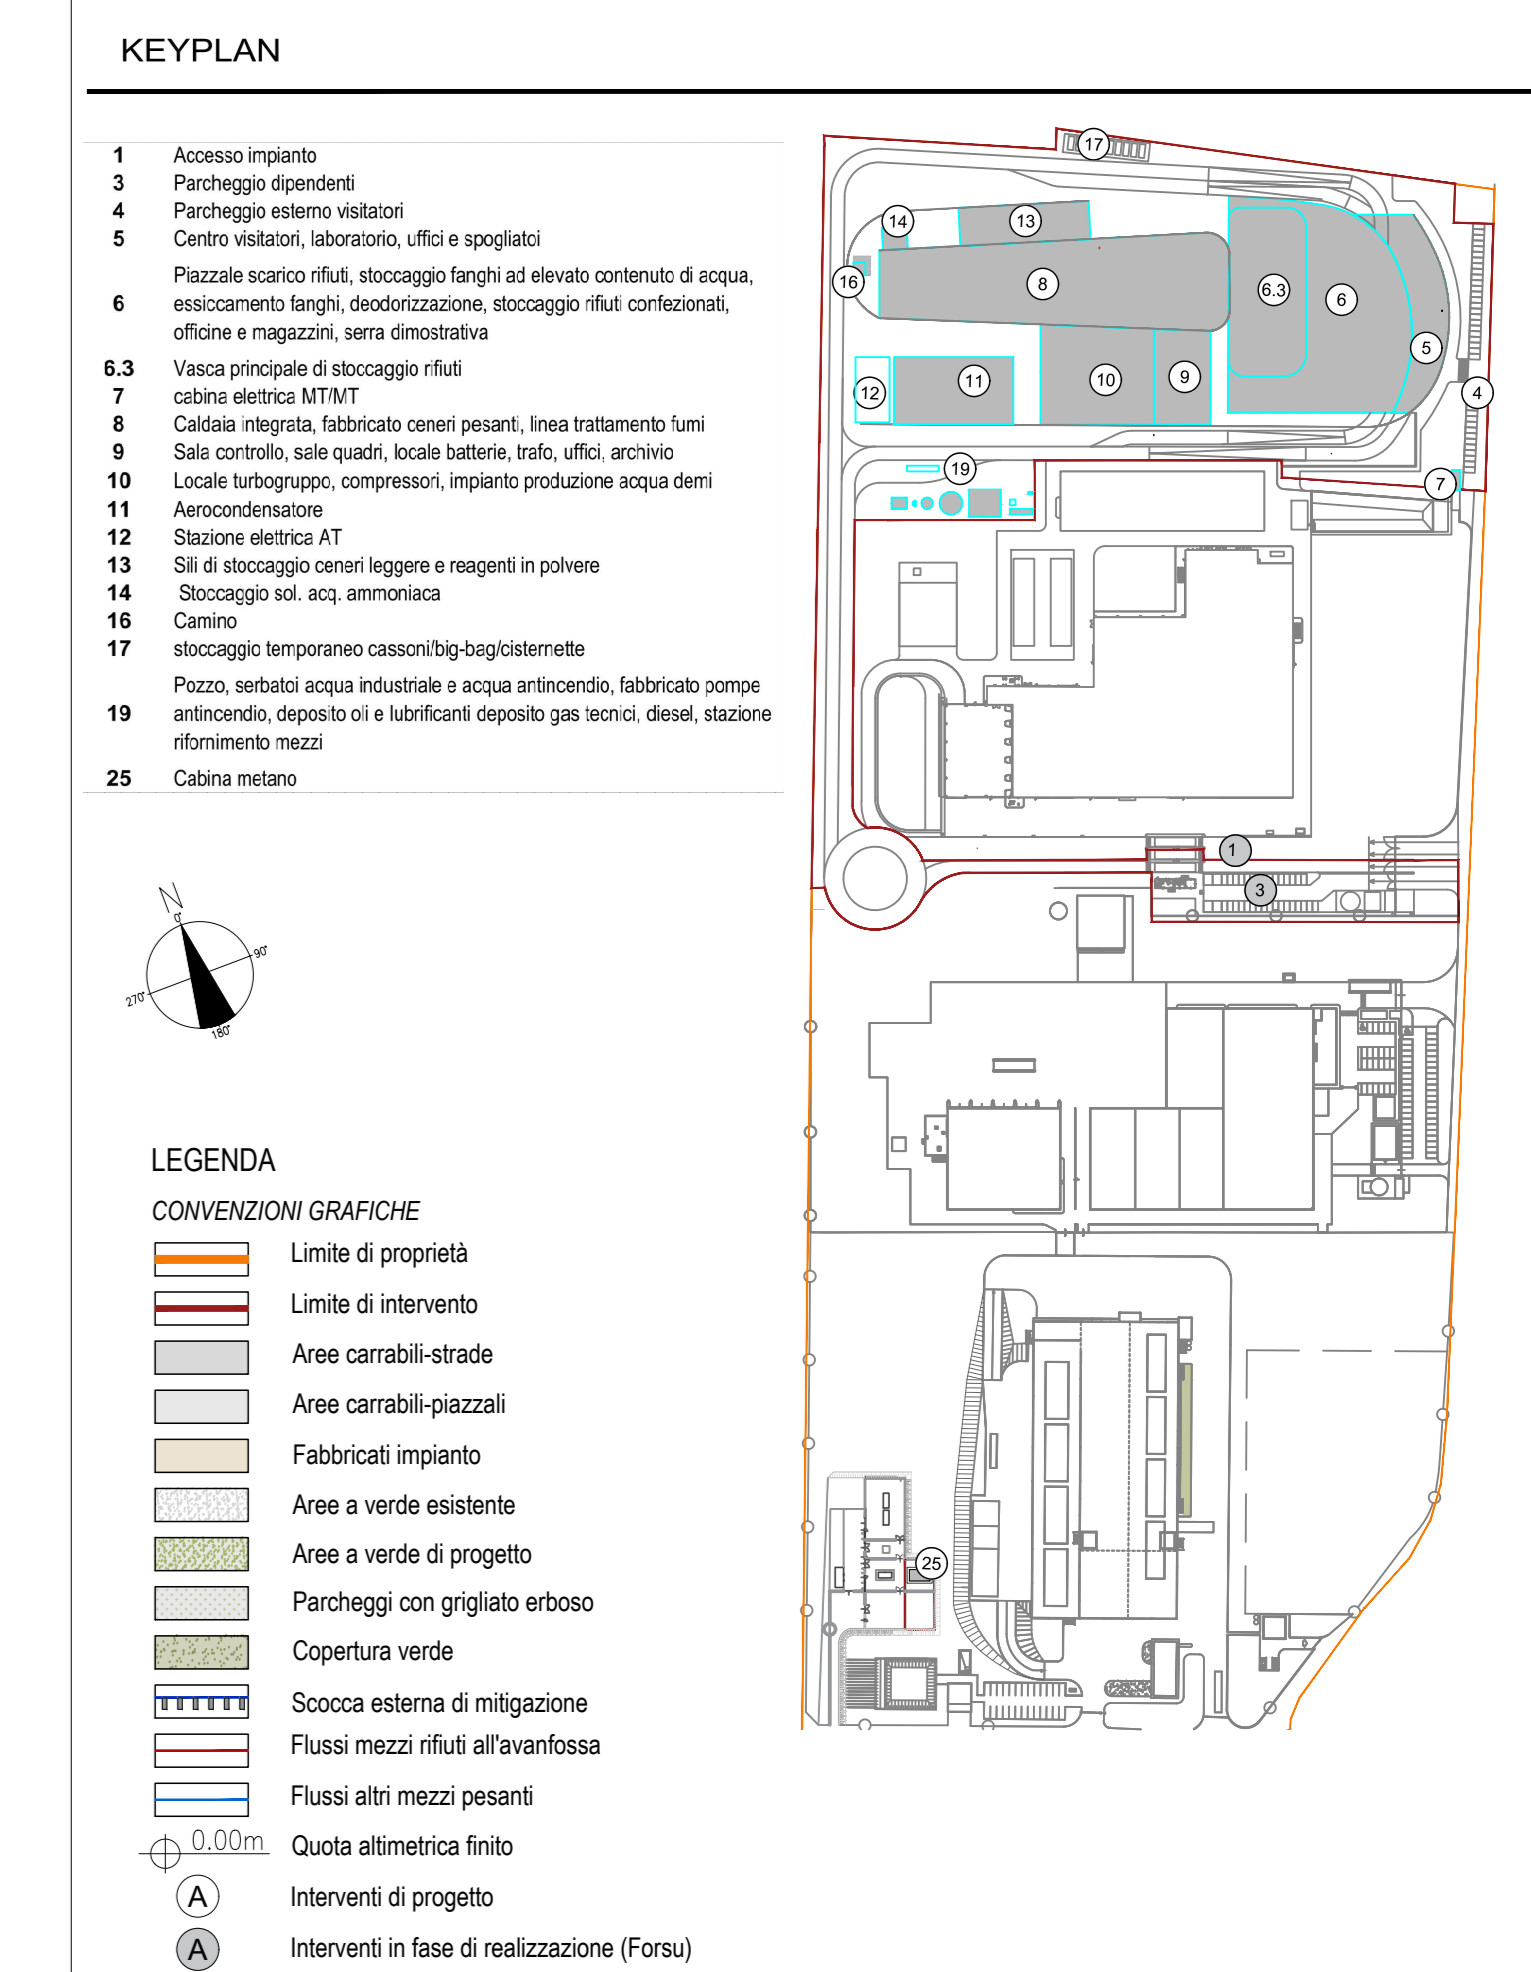 KEYPLAN
1 Accesso impianto
3 Parcheggio dipendenti
4 Parcheggio esterno visitatori
5 Centro visitatori, laboratorio, uffici e spogliatoi
Piazzale scarico rifiuti, stoccaggio fanghi ad elevato contenuto di acqua,
6 essiccamento fanghi, deodorizzazione, stoccaggio rifiuti confezionati,
officine e magazzini, serra dimostrativa
6.3 Vasca principale di stoccaggio rifiuti
7 cabina elettrica MT/MT
8 Caldaia integrata, fabbricato ceneri pesanti, linea trattamento fumi
9 Sala controllo, sale quadri, locale batterie, trafo, uffici, archivio
10 Locale turbogruppo, compressori, impianto produzione acqua demi
11 Aerocondensatore
12 Stazione elettrica AT
13 Sili di stoccaggio ceneri leggere e reagenti in polvere
14 Stoccaggio sol. acq. ammoniaca
16 Camino
17 stoccaggio temporaneo cassoni/big-bag/cisternette
Pozzo, serbatoi acqua industriale e acqua antincendio, fabbricato pompe
19 antincendio, deposito oli e lubrificanti deposito gas tecnici, diesel, stazione
rifornimento mezzi
25 Cabina metano
17
14
13
16
8
6.3
6
5
12
11
10
9
4
19
7
1
3
25
N
0°
90°
270°
180°
LEGENDA
CONVENZIONI GRAFICHE
Limite di proprietà
Limite di intervento
Aree carrabili-strade
Aree carrabili-piazzali
Fabbricati impianto
Aree a verde esistente
Aree a verde di progetto
Parcheggi con grigliato erboso
Copertura verde
Scocca esterna di mitigazione
Flussi mezzi rifiuti all'avanfossa
Flussi altri mezzi pesanti
0.00m Quota altimetrica finito
A Interventi di progetto
A Interventi in fase di realizzazione (Forsu)